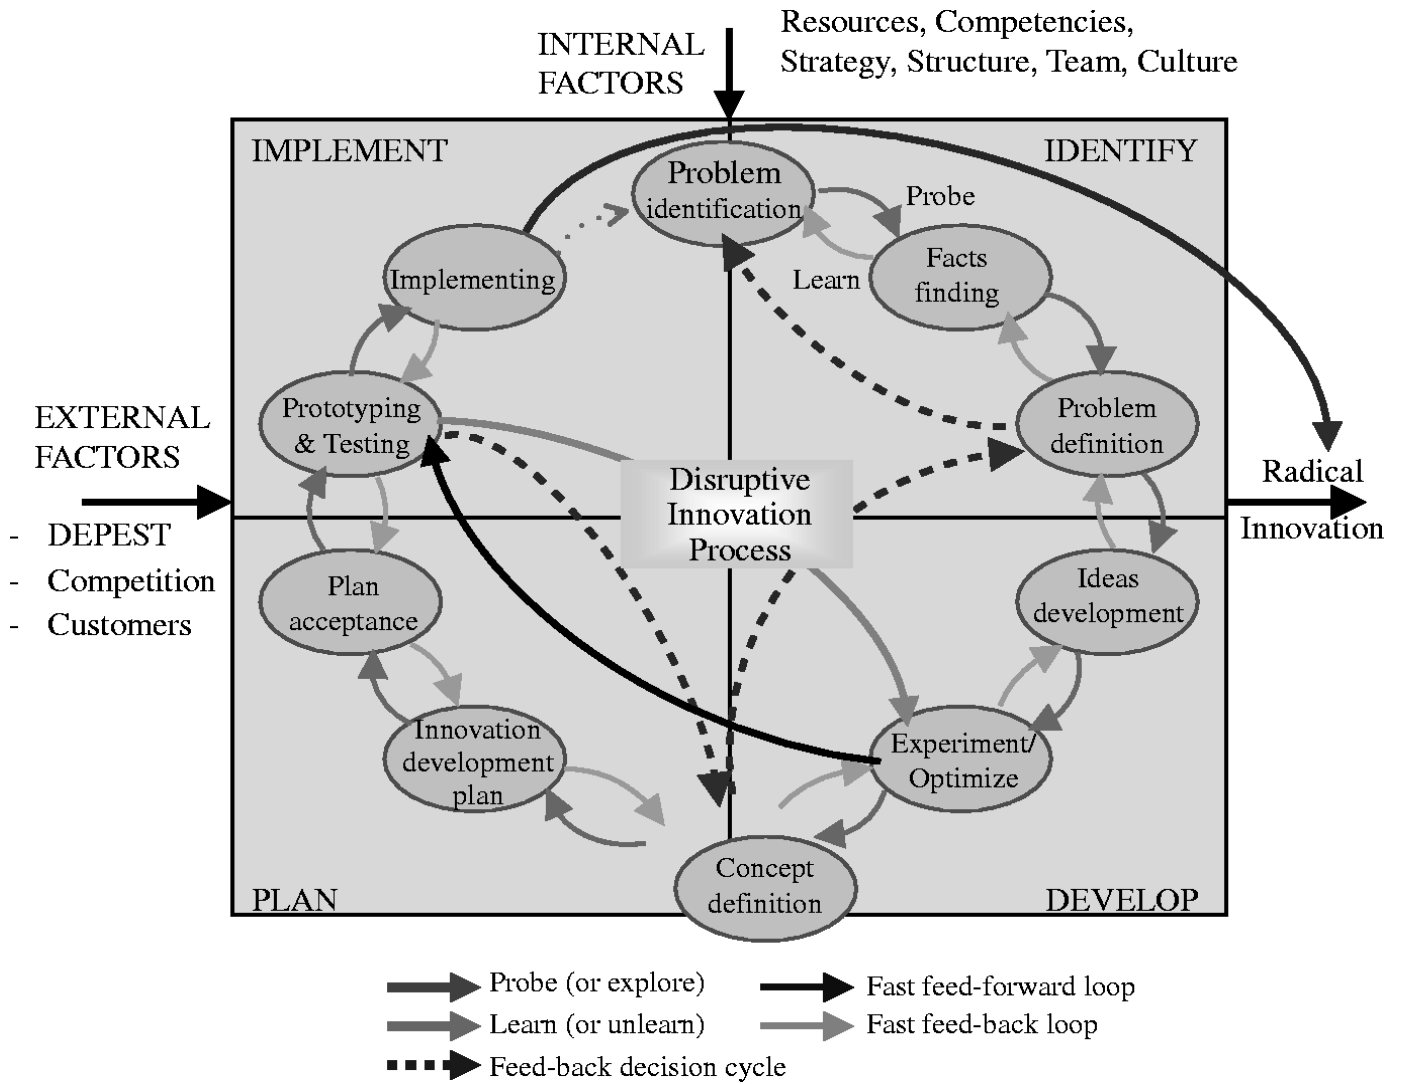 INTERNAL
FACTORS
Resources, Competencies,
Strategy, Structure, Team, Culture
IMPLEMENT
IDENTIFY
Problem
identification
Probe
Facts
finding
Learn
Implementing
Prototyping
& Testing
Problem
definition
EXTERNAL
FACTORS
- DEPEST
- Competition
- Customers
Disruptive
Innovation
Process
Radical
Innovation
Plan
acceptance
Ideas
development
Innovation
development
plan
Experiment/
Optimize
Concept
definition
PLAN
DEVELOP
Probe (or explore)
Fast feed-forward loop
Learn (or unlearn)
Fast feed-back loop
Feed-back decision cycle